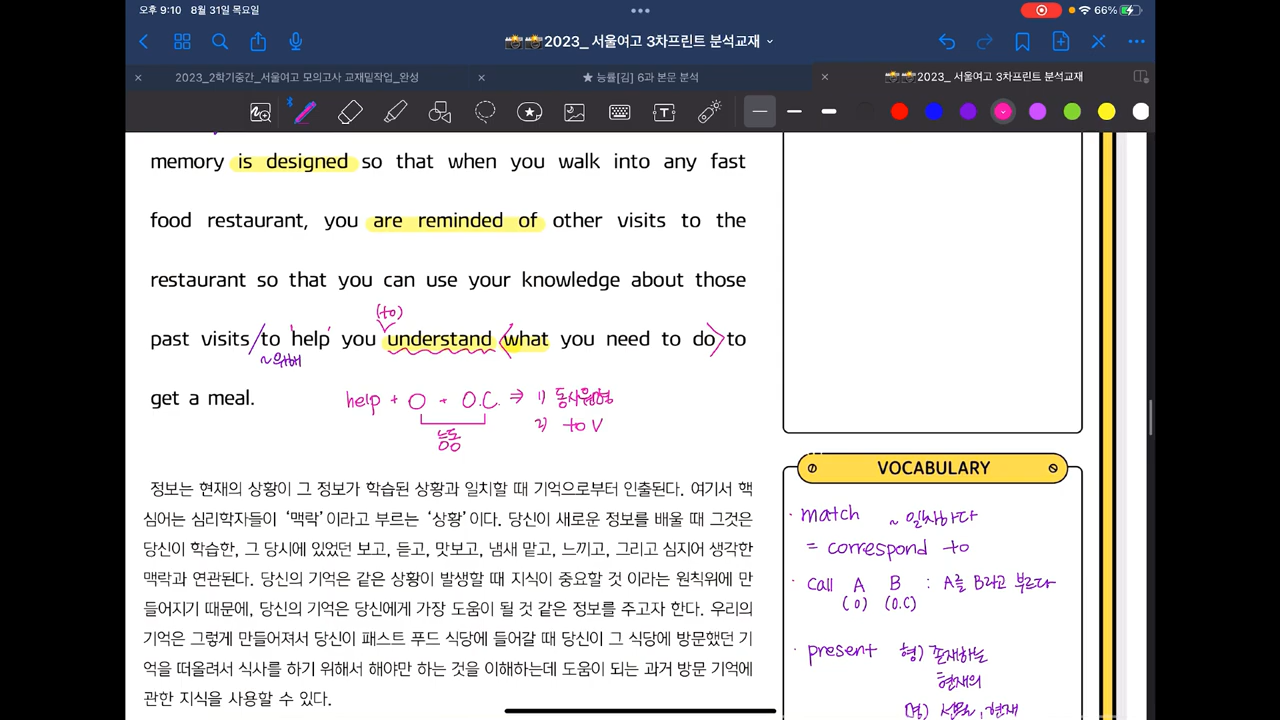 오후 9:10 8월 31일 목요일
66%
2023_ 서울여고 3차프린트 분석교재
2023_2학기중간_서울여고 모의고사 교재밑작업_완성
★ 능률[김] 6과 본문 분석
2023_ 서울여고 3차프린트 분석교재
memory is designed so that when you walk into any fast
food restaurant, you are reminded of other visits to the
restaurant so that you can use your knowledge about those
(to)
past visits / to 'help' you understand <what you need to do> to
~위해
get a meal.
help + O + O.C. ⇒ 1) 동사원형
2) to V
능동
정보는 현재의 상황이 그 정보가 학습된 상황과 일치할 때 기억으로부터 인출된다. 여기서 핵
심어는 심리학자들이 '맥락'이라고 부르는 '상황'이다. 당신이 새로운 정보를 배울 때 그것은
당신이 학습한, 그 당시에 있었던 보고, 듣고, 맛보고, 냄새 맡고, 느끼고, 그리고 심지어 생각한
맥락과 연관된다. 당신의 기억은 같은 상황이 발생할 때 지식이 중요할 것 이라는 원칙위에 만
들어지기 때문에, 당신의 기억은 당신에게 가장 도움이 될 것 같은 정보를 주고자 한다. 우리의
기억은 그렇게 만들어져서 당신이 패스트 푸드 식당에 들어갈 때 당신이 그 식당에 방문했던 기
억을 떠올려서 식사를 하기 위해서 해야만 하는 것을 이해하는데 도움이 되는 과거 방문 기억에
관한 지식을 사용할 수 있다.
VOCABULARY
· match ~ 일치하다
= correspond to
· call A B : A를 B라고 부르다
(O) (O.C)
· present 형) 존재하는
현재의
명) 선물, 현재